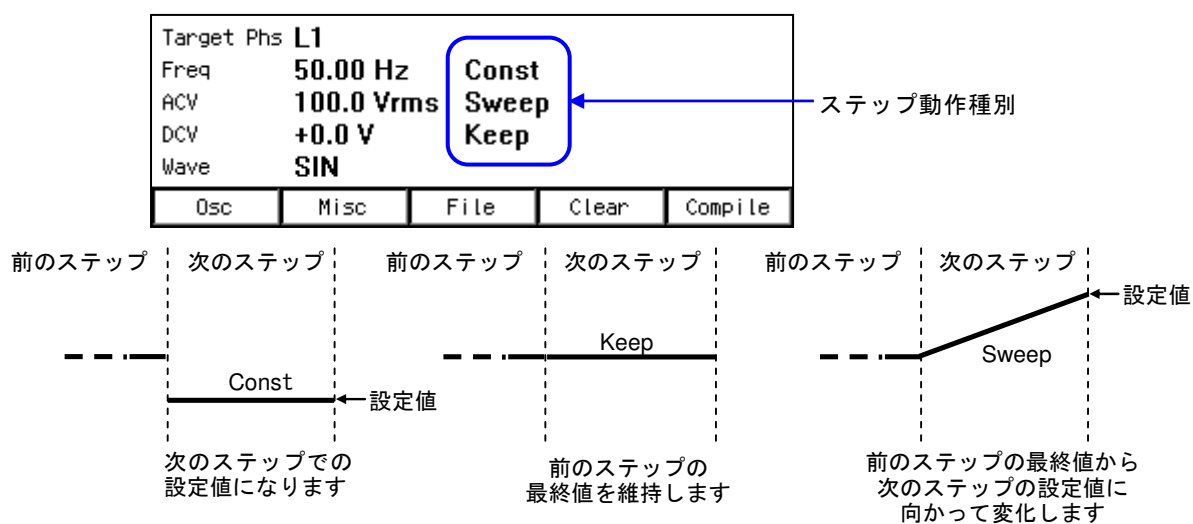 Target Phs L1
Freq 50.00 Hz Const
ACV 100.0 Vrms Sweep
DCV +0.0 V Keep
Wave SIN
Osc Misc File Clear Compile
ステップ動作種別
前のステップ 次のステップ
Const
設定値
次のステップでの
設定値になります
前のステップ 次のステップ
Keep
前のステップの
最終値を維持します
前のステップ 次のステップ
設定値
Sweep
前のステップの最終値から
次のステップの設定値に
向かって変化します